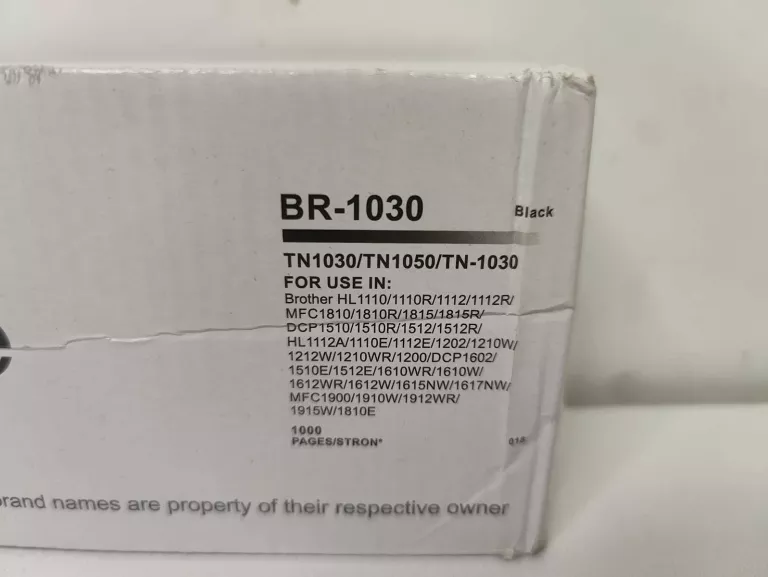 BR-1030
Black
TN1030/TN1050/TN-1030
FOR USE IN:
Brother HL1110/1110R/1112/1112R/
MFC1810/1810R/1815/1815R/
DCP1510/1510R/1512/1512R/
HL1112A/1110E/1112E/1202/1210W/
1212W/1210WR/1200/DCP1602/
1510E/1512E/1610WR/1610W/
1612WR/1612W/1615NW/1617NW/
MFC1900/1910W/1912WR/
1915W/1810E
1000
PAGES/STRON*
names are property of their respective owner